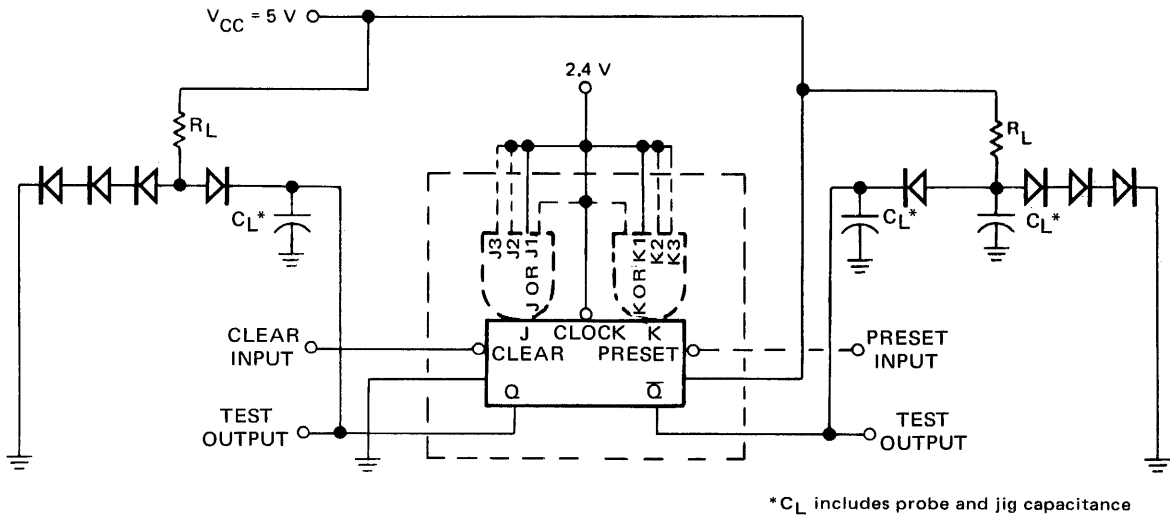 V_CC = 5 V
2.4 V
R_L
R_L
C_L*
C_L*
C_L*
J3
J2
J OR J1
K OR K1
K2
K3
J CLOCK K
CLEAR PRESET
Q Q̅
CLEAR
INPUT
PRESET
INPUT
TEST
OUTPUT
TEST
OUTPUT
*C_L includes probe and jig capacitance